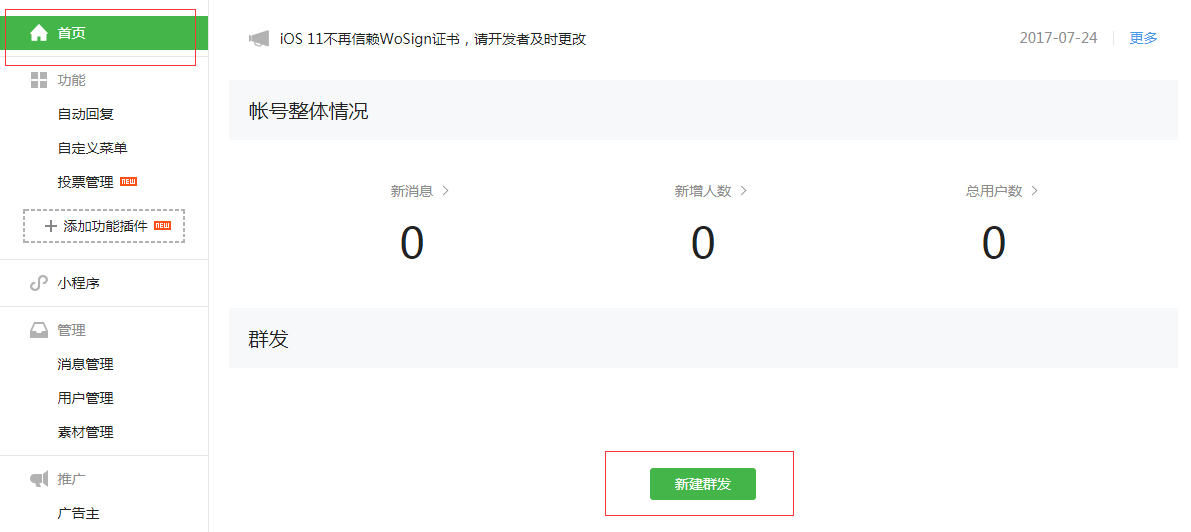 首页
功能
自动回复
自定义菜单
投票管理 NEW
添加功能插件 NEW
小程序
管理
消息管理
用户管理
素材管理
推广
广告主
iOS 11不再信赖WoSign证书，请开发者及时更改 2017-07-24 更多
帐号整体情况
新消息 新增人数 总用户数
0 0 0
群发
新建群发